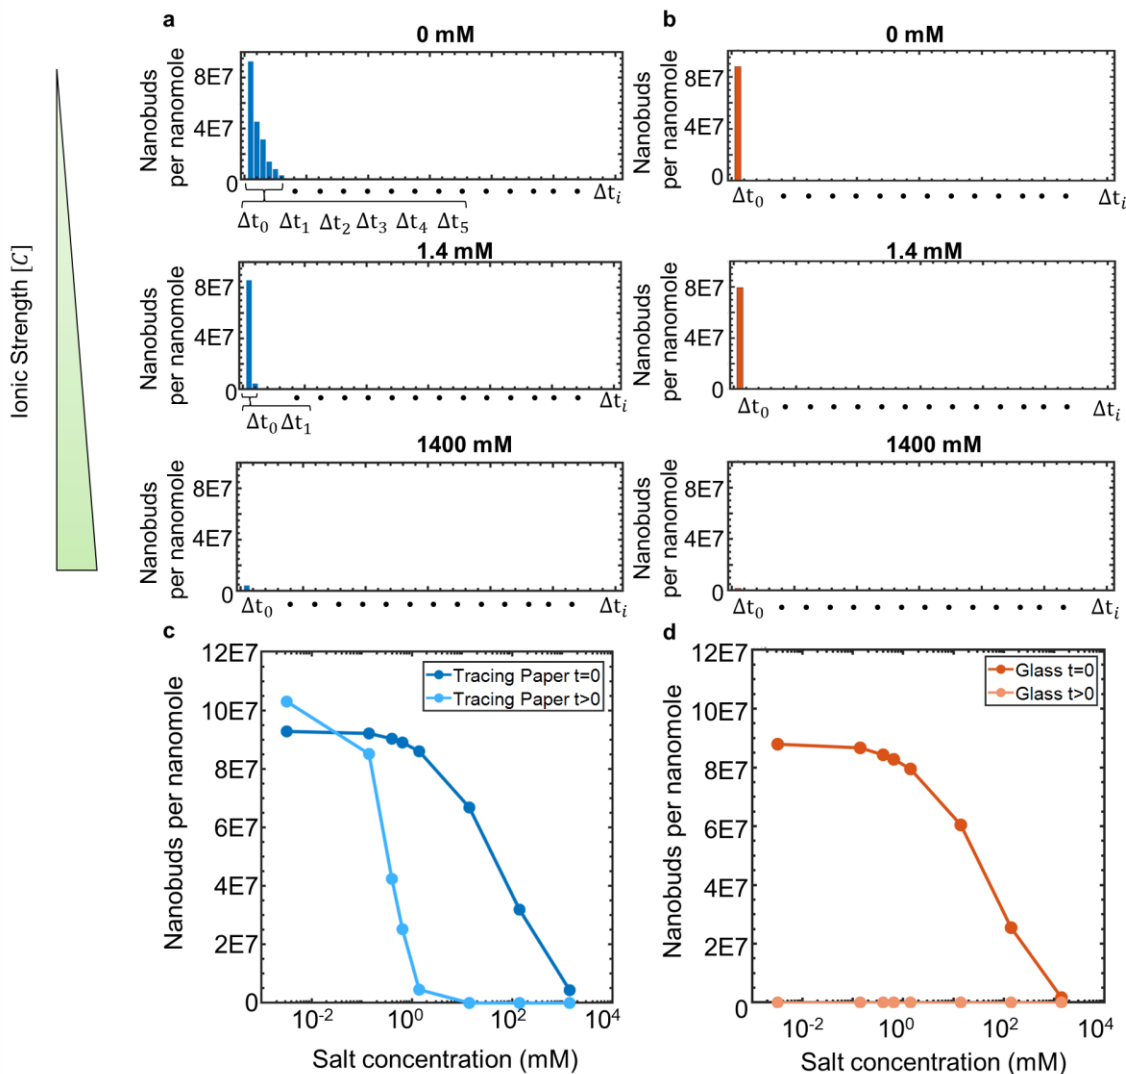 a
0 mM
Nanobuds
per nanomole
8E7
4E7
0
Δt₀ Δt₁ Δt₂ Δt₃ Δt₄ Δt₅
Δtᵢ
b
0 mM
Nanobuds
per nanomole
8E7
4E7
0
Δt₀
Δtᵢ
Ionic Strength [C]
1.4 mM
Nanobuds
per nanomole
8E7
4E7
0
Δt₀ Δt₁
Δtᵢ
1.4 mM
Nanobuds
per nanomole
8E7
4E7
0
Δt₀
Δtᵢ
1400 mM
Nanobuds
per nanomole
8E7
4E7
0
Δt₀
Δtᵢ
1400 mM
Nanobuds
per nanomole
8E7
4E7
0
Δt₀
Δtᵢ
c
Nanobuds per nanomole
12E7
10E7
8E7
6E7
4E7
2E7
0
Tracing Paper t=0
Tracing Paper t>0
10⁻² 10⁰ 10² 10⁴
Salt concentration (mM)
d
Nanobuds per nanomole
12E7
10E7
8E7
6E7
4E7
2E7
0
Glass t=0
Glass t>0
10⁻² 10⁰ 10² 10⁴
Salt concentration (mM)